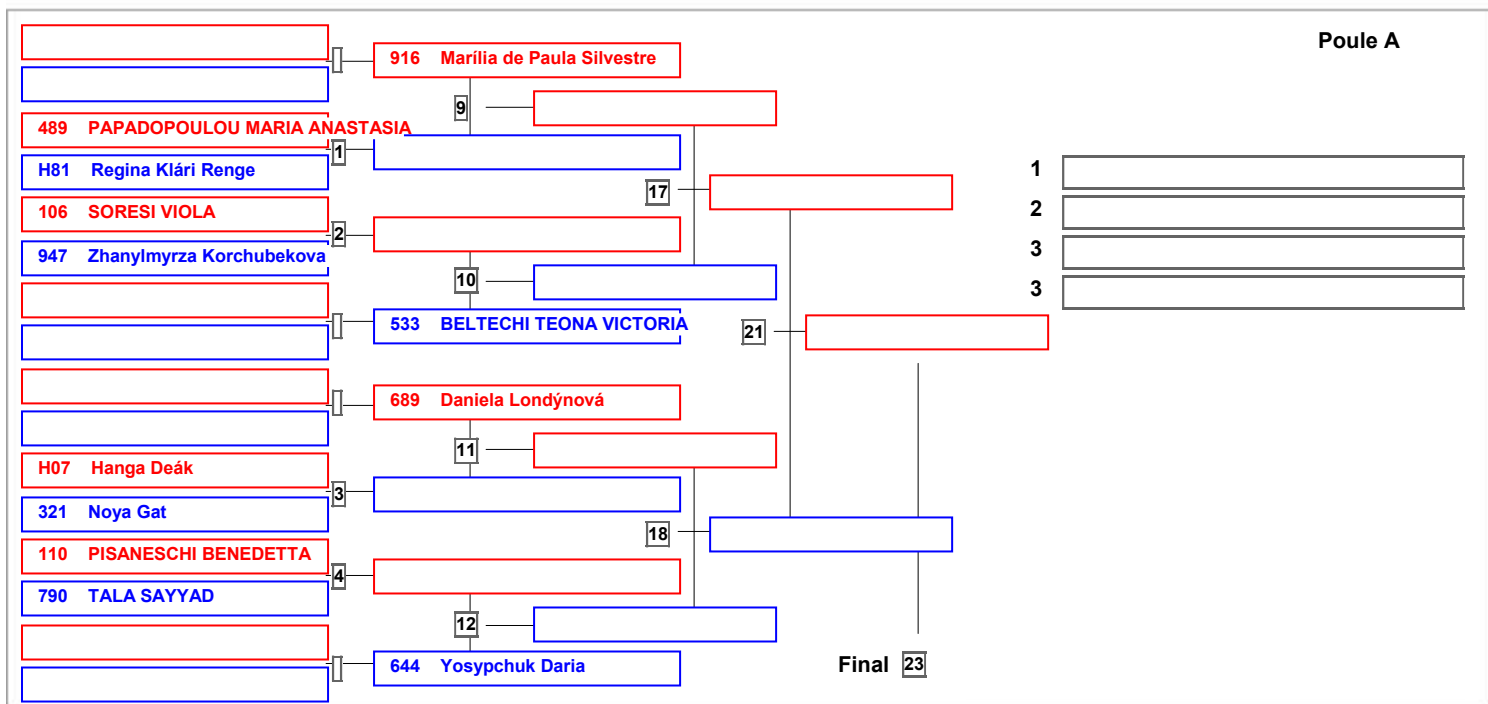 Poule A
916 Marília de Paula Silvestre
9
489 PAPADOPOULOU MARIA ANASTASIA
1
H81 Regina Klári Renge
17
106 SORESI VIOLA
2
947 Zhanylmyrza Korchubekova
10
533 BELTECHI TEONA VICTORIA
21
689 Daniela Londýnová
11
H07 Hanga Deák
3
321 Noya Gat
18
110 PISANESCHI BENEDETTA
4
790 TALA SAYYAD
12
644 Yosypchuk Daria
Final 23
1
2
3
3